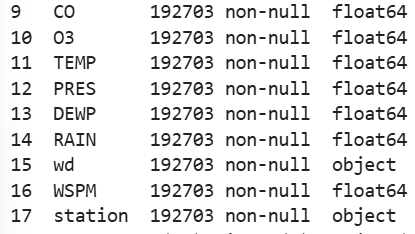 9 CO 192703 non-null float64
10 O3 192703 non-null float64
11 TEMP 192703 non-null float64
12 PRES 192703 non-null float64
13 DEWP 192703 non-null float64
14 RAIN 192703 non-null float64
15 wd 192703 non-null object
16 WSPM 192703 non-null float64
17 station 192703 non-null object